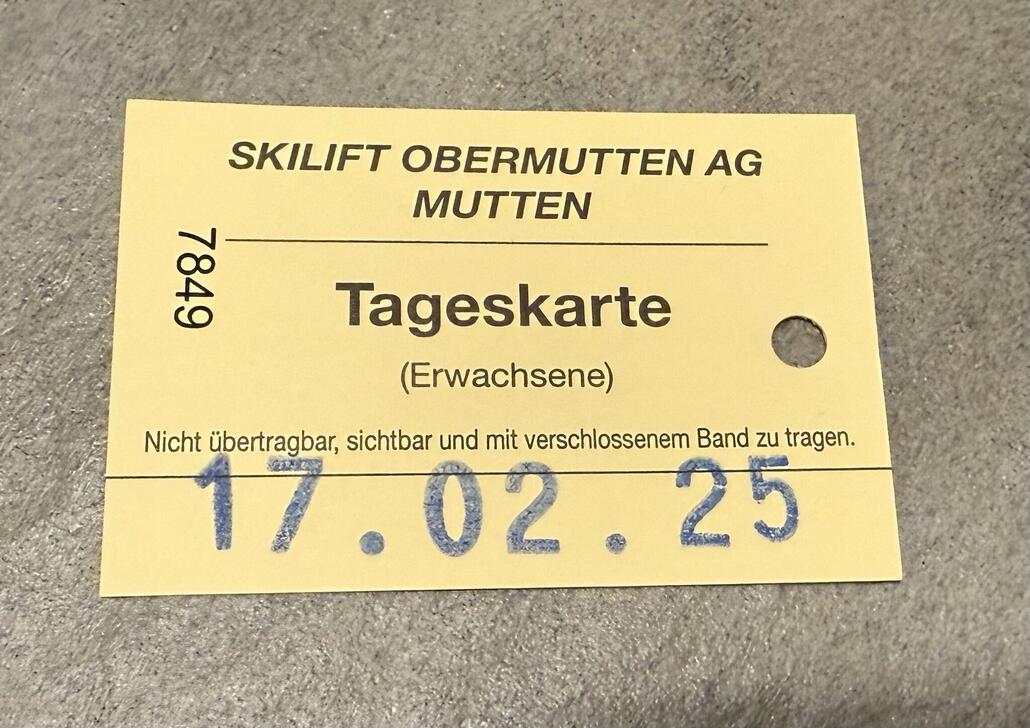 SKILIFT OBERMUTTEN AG
MUTTEN
7849
Tageskarte
(Erwachsene)
Nicht übertragbar, sichtbar und mit verschlossenem Band zu tragen.
17.02.25